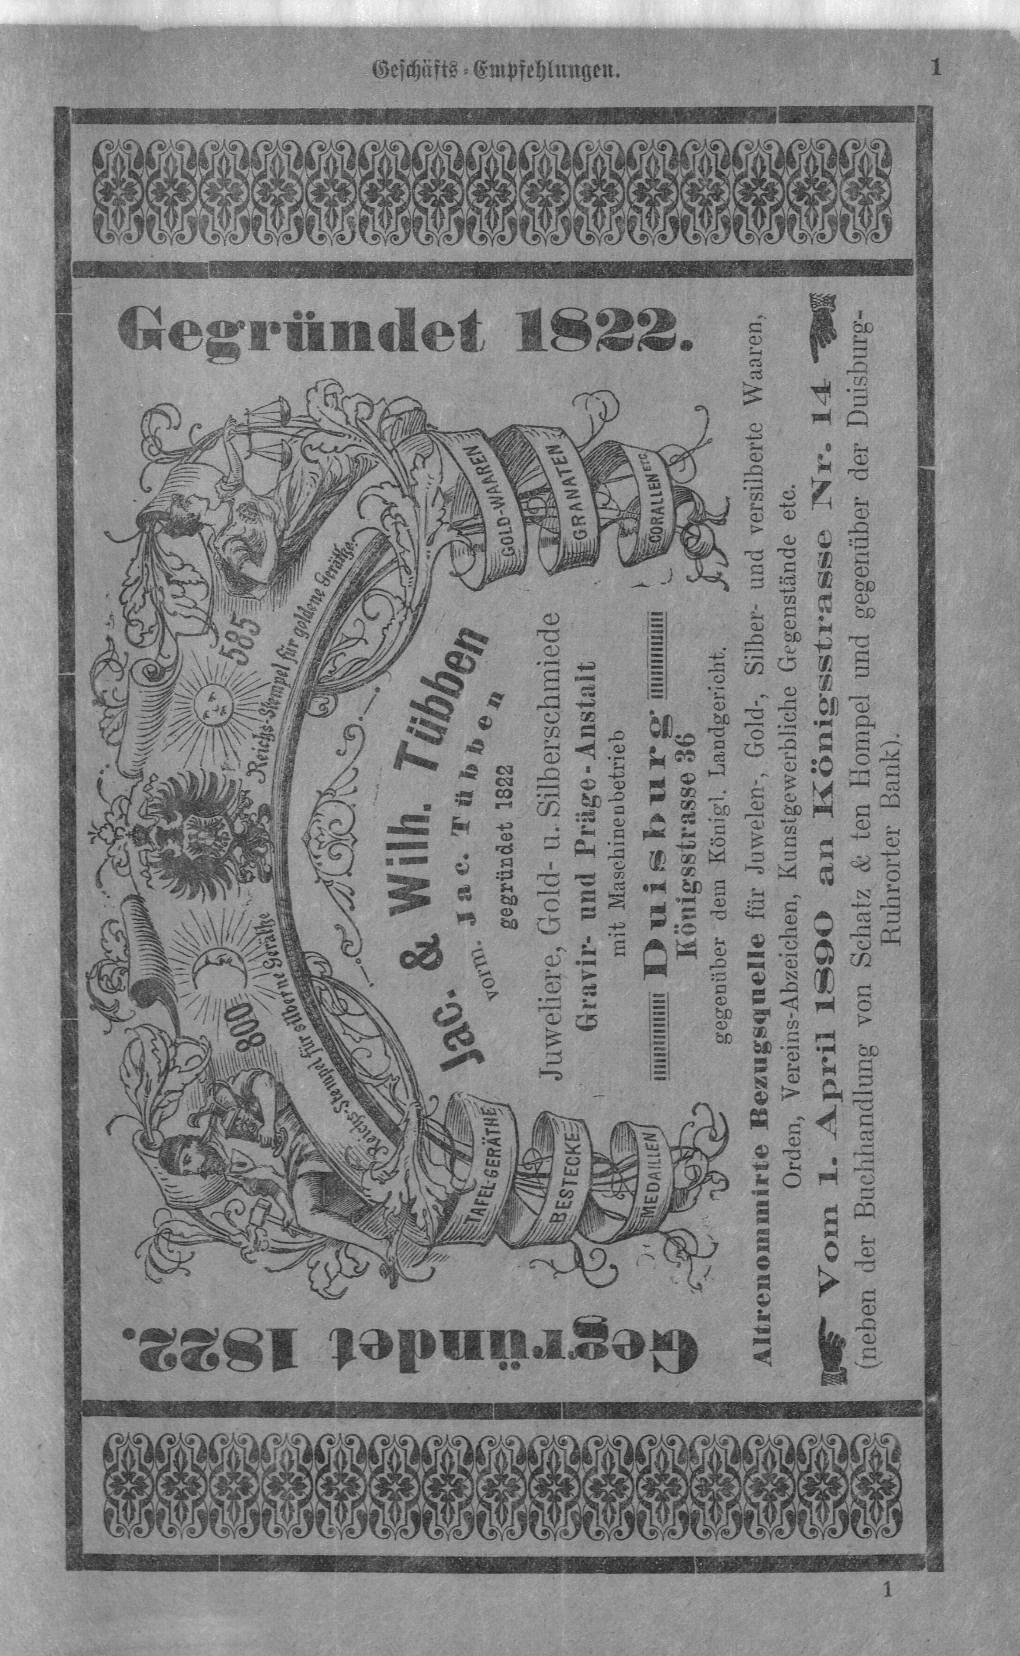 Geschäfts-Empfehlungen. 1
Gegründet 1822.
Gegründet 1822.
800
Reichs-Stempel für silberne Geräthe
585
Reichs-Stempel für goldene Geräthe.
TAFELGERÄTHE
BESTECKE
MEDAILLEN
GOLD-WAAREN
GRANATEN
CORALLEN ETC.
Jac. & Wilh. Tübben
vorm. Jac. Tübben
gegründet 1822
Juweliere, Gold- u. Silberschmiede
Gravir- und Präge-Anstalt
mit Maschinenbetrieb
Duisburg
Königsstrasse 36
gegenüber dem Königl. Landgericht.
Altrenommirte Bezugsquelle für Juwelen-, Gold-, Silber- und versilberte Waaren,
Orden, Vereins-Abzeichen, Kunstgewerbliche Gegenstände etc.
Vom 1. April 1890 an Königsstrasse Nr. 14
(neben der Buchhandlung von Schatz & ten Hompel und gegenüber der Duisburg-
Ruhrorter Bank).
1